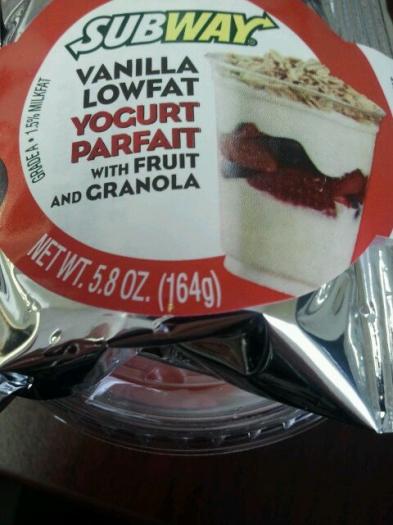 SUBWAY
VANILLA
LOWFAT
YOGURT
PARFAIT
WITH FRUIT
AND GRANOLA
GRADE A • 1.5% MILKFAT
NET WT. 5.8 OZ. (164g)